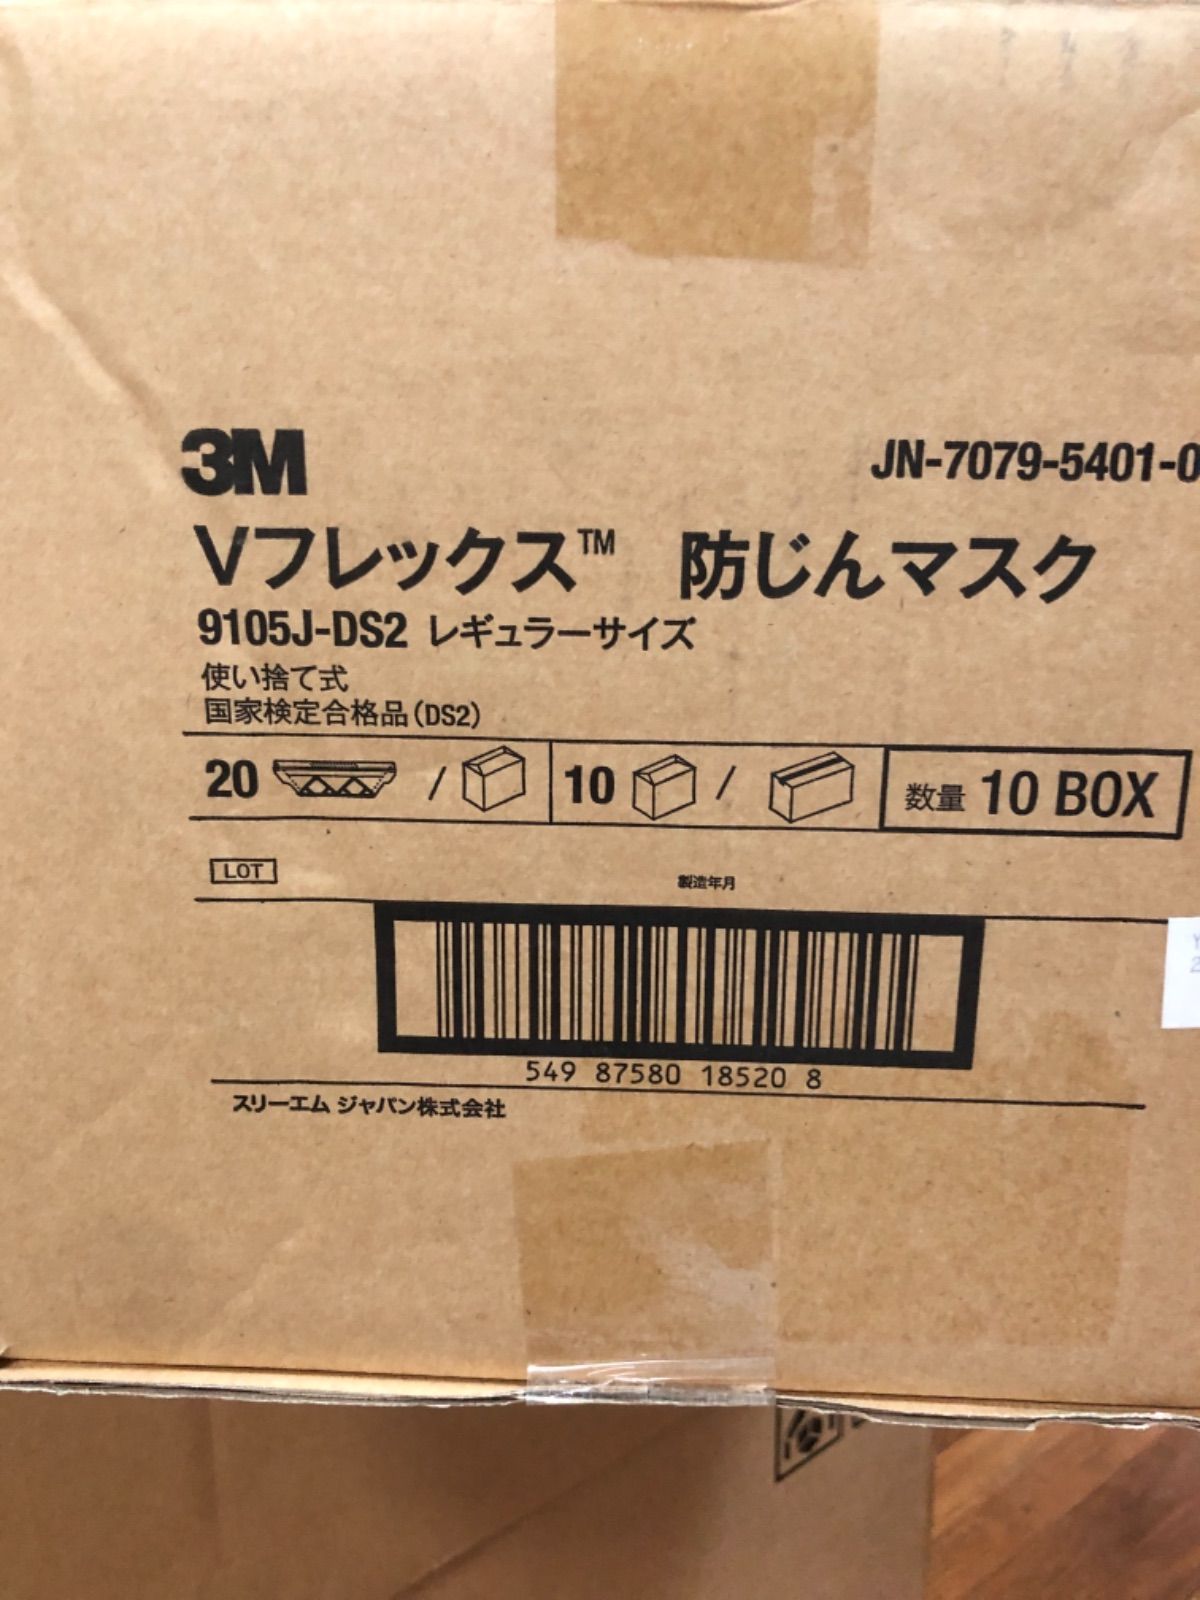 3M
JN-7079-5401-0
Vフレックス™ 防じんマスク
9105J-DS2 レギュラーサイズ
使い捨て式
国家検定合格品(DS2)
20 / 10 / 数量 10 BOX
LOT 製造年月
549 87580 18520 8
スリーエム ジャパン株式会社